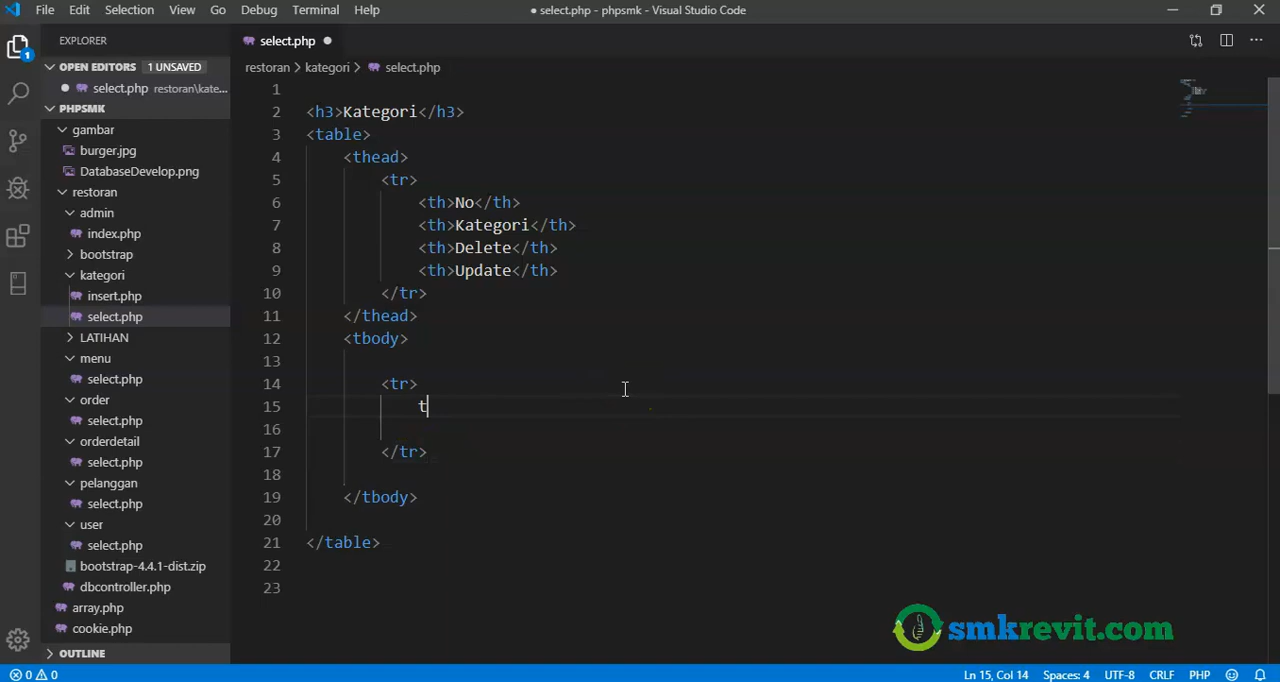 File Edit Selection View Go Debug Terminal Help
● select.php - phpsmk - Visual Studio Code
EXPLORER
OPEN EDITORS 1 UNSAVED
select.php restoran\kate...
PHPSMK
gambar
burger.jpg
DatabaseDevelop.png
restoran
admin
index.php
bootstrap
kategori
insert.php
select.php
LATIHAN
menu
select.php
order
select.php
orderdetail
select.php
pelanggan
select.php
user
select.php
bootstrap-4.4.1-dist.zip
dbcontroller.php
array.php
cookie.php
OUTLINE
select.php
restoran > kategori > select.php
1
2 <h3>Kategori</h3>
3 <table>
4 <thead>
5 <tr>
6 <th>No</th>
7 <th>Kategori</th>
8 <th>Delete</th>
9 <th>Update</th>
10 </tr>
11 </thead>
12 <tbody>
13
14 <tr>
15 t
16
17 </tr>
18
19 </tbody>
20
21 </table>
22
23
smkrevit.com
1
0 0
Ln 15, Col 14 Spaces: 4 UTF-8 CRLF PHP